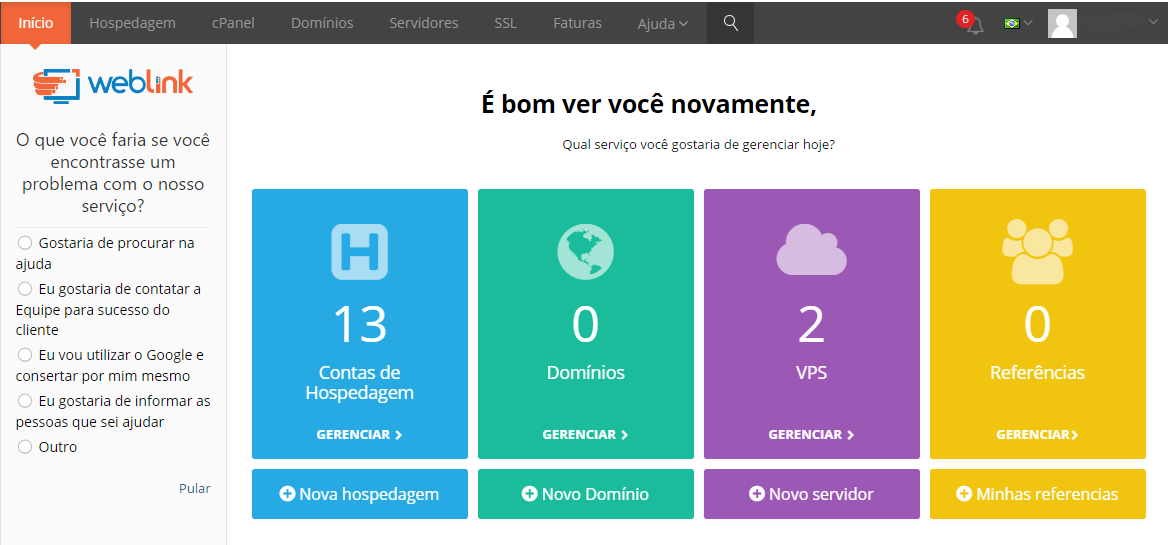 Início Hospedagem cPanel Domínios Servidores SSL Faturas Ajuda 6
weblink
O que você faria se você
encontrasse um
problema com o nosso
serviço?
Gostaria de procurar na
ajuda
Eu gostaria de contatar a
Equipe para sucesso do
cliente
Eu vou utilizar o Google e
consertar por mim mesmo
Eu gostaria de informar as
pessoas que sei ajudar
Outro
Pular
É bom ver você novamente,
Qual serviço você gostaria de gerenciar hoje?
H
13
Contas de
Hospedagem
GERENCIAR
Nova hospedagem
0
Domínios
GERENCIAR
Novo Domínio
2
VPS
GERENCIAR
Novo servidor
0
Referências
GERENCIAR
Minhas referencias